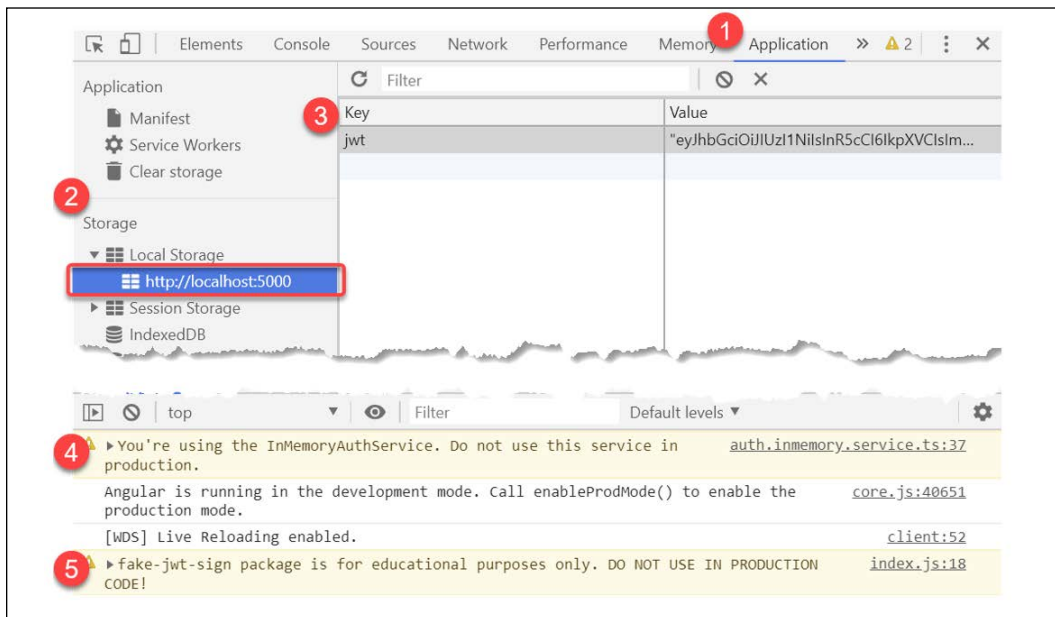 1
Elements Console Sources Network Performance Memory Application » 2
Application
Filter
Manifest
3
Key Value
Service Workers
jwt "eyJhbGciOiJIUzI1NiIsInR5cCI6IkpXVCIsIm...
Clear storage
2
Storage
Local Storage
http://localhost:5000
Session Storage
IndexedDB
top Filter Default levels
4
You're using the InMemoryAuthService. Do not use this service in auth.inmemory.service.ts:37
production.
Angular is running in the development mode. Call enableProdMode() to enable the core.js:40651
production mode.
[WDS] Live Reloading enabled. client:52
5
fake-jwt-sign package is for educational purposes only. DO NOT USE IN PRODUCTION index.js:18
CODE!